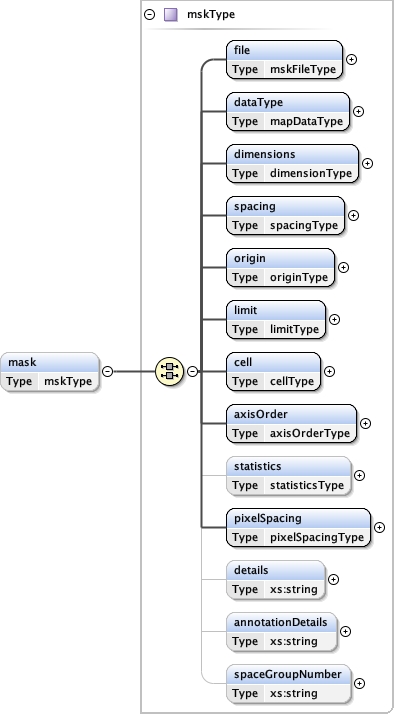 mskType
file
Type mskFileType
dataType
Type mapDataType
dimensions
Type dimensionType
spacing
Type spacingType
origin
Type originType
limit
Type limitType
mask
Type mskType
cell
Type cellType
axisOrder
Type axisOrderType
statistics
Type statisticsType
pixelSpacing
Type pixelSpacingType
details
Type xs:string
annotationDetails
Type xs:string
spaceGroupNumber
Type xs:string